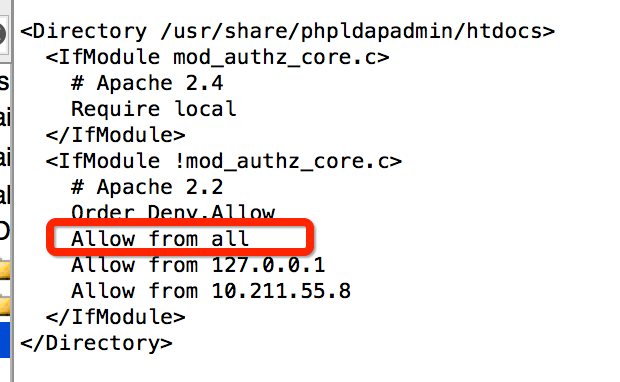 <Directory /usr/share/phpldapadmin/htdocs>
<IfModule mod_authz_core.c>
# Apache 2.4
Require local
</IfModule>
<IfModule !mod_authz_core.c>
# Apache 2.2
Order Deny,Allow
Allow from all
Allow from 127.0.0.1
Allow from 10.211.55.8
</IfModule>
</Directory>